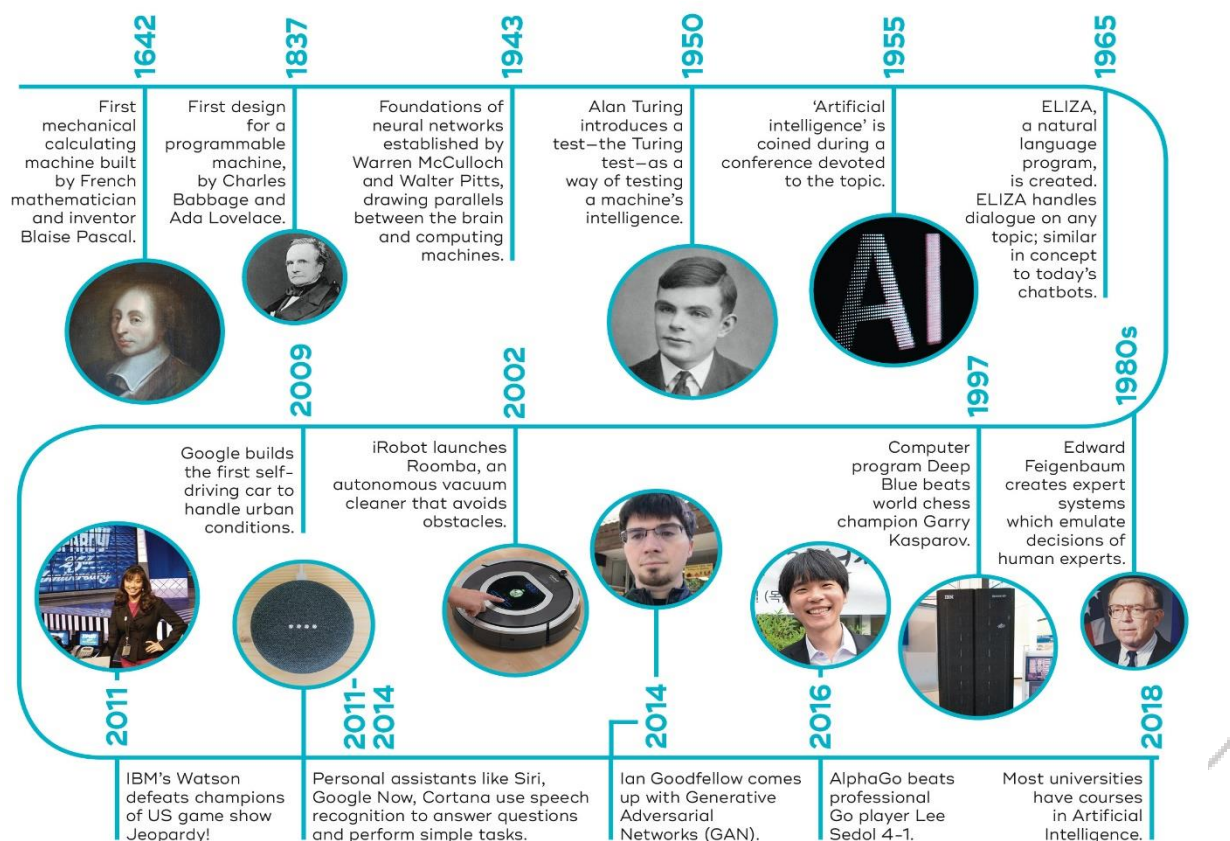 1642
First
mechanical
calculating
machine built
by French
mathematician
and inventor
Blaise Pascal.
1837
First design
for a
programmable
machine,
by Charles
Babbage and
Ada Lovelace.
1943
Foundations of
neural networks
established by
Warren McCulloch
and Walter Pitts,
drawing parallels
between the brain
and computing
machines.
1950
Alan Turing
introduces a
test—the Turing
test—as a
way of testing
a machine's
intelligence.
1955
'Artificial
intelligence' is
coined during a
conference devoted
to the topic.
AI
1965
ELIZA,
a natural
language
program,
is created.
ELIZA handles
dialogue on any
topic; similar
in concept
to today's
chatbots.
1980s
Edward
Feigenbaum
creates expert
systems
which emulate
decisions of
human experts.
1997
Computer
program Deep
Blue beats
world chess
champion Garry
Kasparov.
IBM
2002
iRobot launches
Roomba, an
autonomous vacuum
cleaner that avoids
obstacles.
2009
Google builds
the first self-
driving car to
handle urban
conditions.
2011
IBM's Watson
defeats champions
of US game show
Jeopardy!
2011-
2014
Personal assistants like Siri,
Google Now, Cortana use speech
recognition to answer questions
and perform simple tasks.
2014
Ian Goodfellow comes
up with Generative
Adversarial
Networks (GAN).
2016
AlphaGo beats
professional
Go player Lee
Sedol 4-1.
2018
Most universities
have courses
in Artificial
Intelligence.